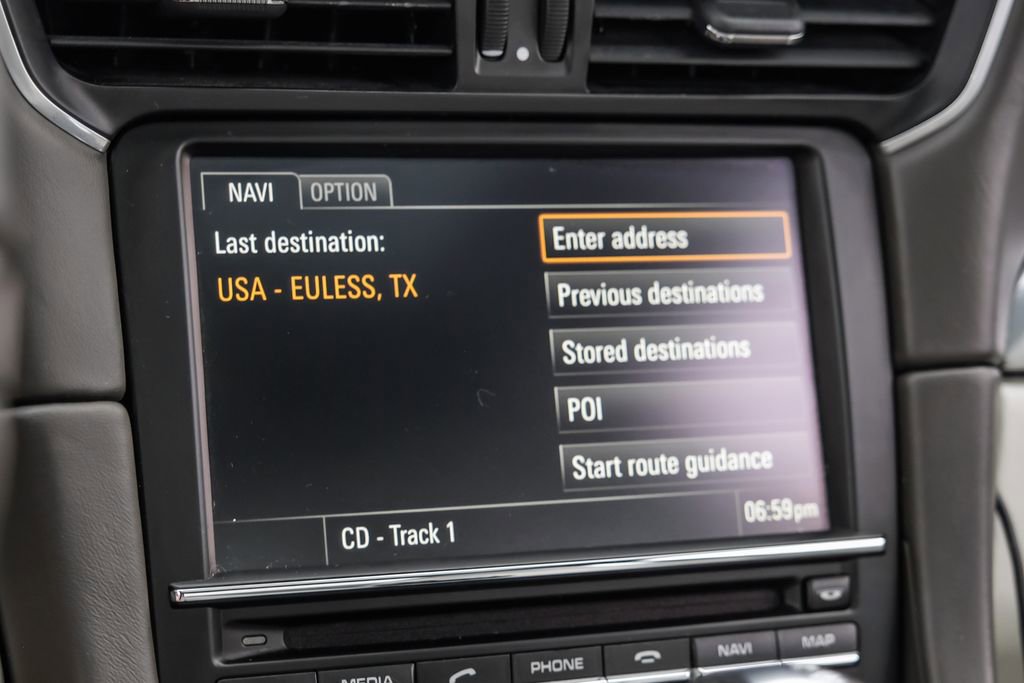 NAVI OPTION
Last destination:
USA - EULESS, TX
Enter address
Previous destinations
Stored destinations
POI
Start route guidance
CD - Track 1
06:59pm
MEDIA PHONE NAVI MAP